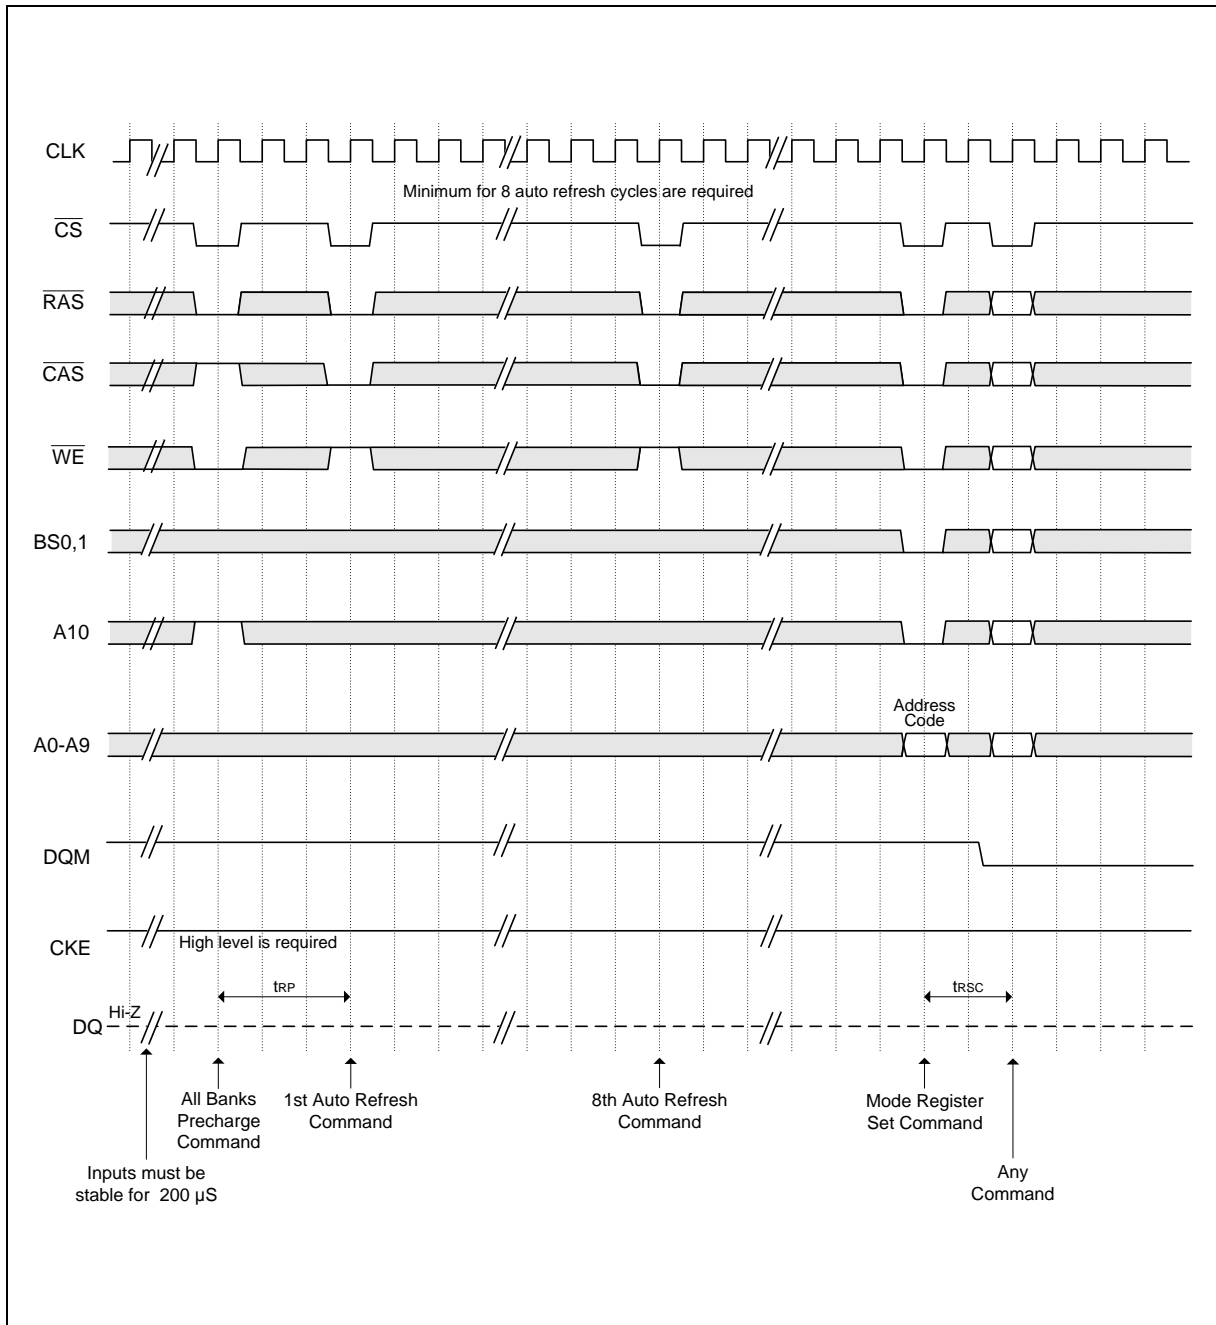 CLK
Minimum for 8 auto refresh cycles are required
CS
RAS
CAS
WE
BS0,1
A10
Address
Code
A0-A9
DQM
CKE
High level is required
tRP
tRSC
DQ
Hi-Z
All Banks
Precharge
Command
1st Auto Refresh
Command
8th Auto Refresh
Command
Mode Register
Set Command
Inputs must be
stable for 200 µS
Any
Command